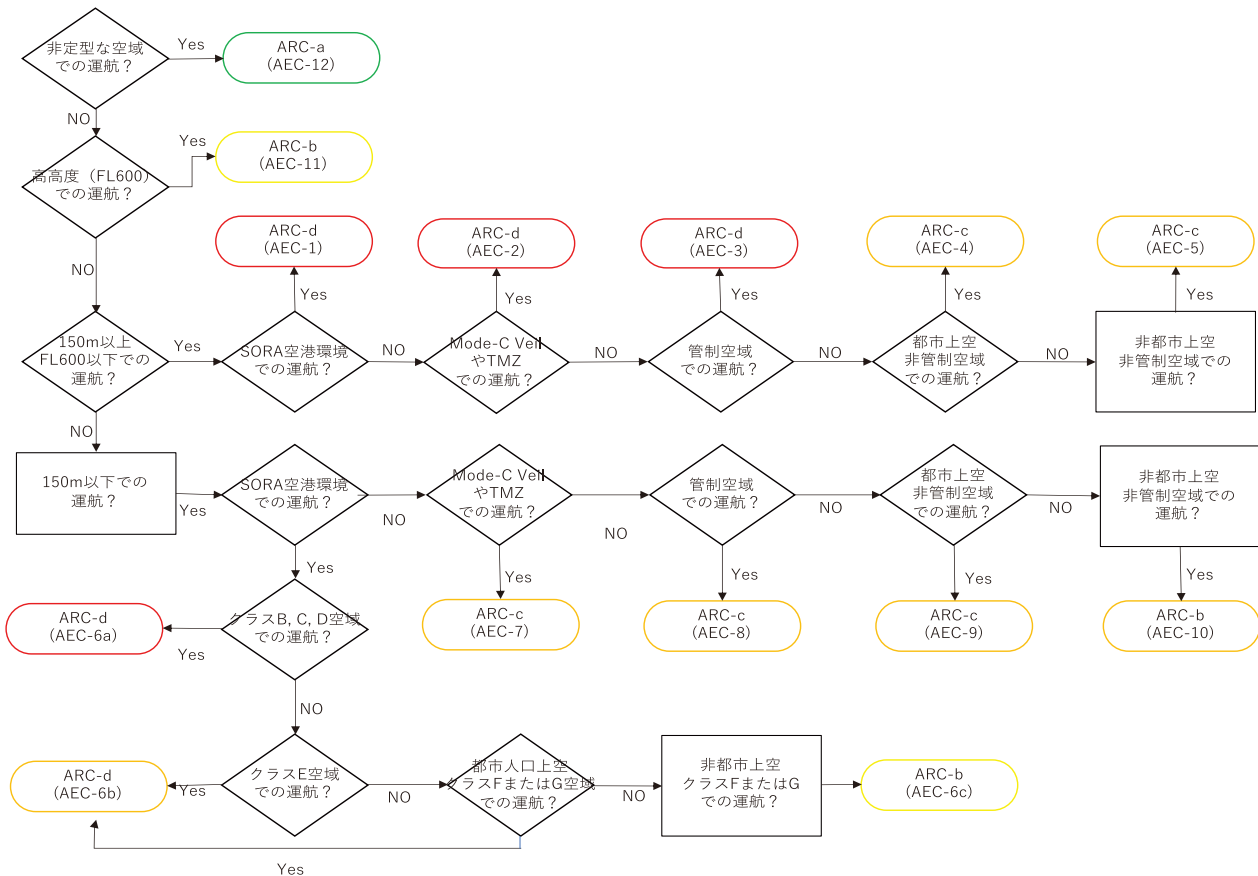 非定型な空域
での運航？
Yes
ARC-a
(AEC-12)
NO
高高度（FL600）
での運航？
Yes
ARC-b
(AEC-11)
NO
ARC-d
(AEC-1)
ARC-d
(AEC-2)
ARC-d
(AEC-3)
ARC-c
(AEC-4)
ARC-c
(AEC-5)
Yes
Yes
Yes
Yes
Yes
150m以上
FL600以下での
運航？
Yes
SORA空港環境
での運航？
NO
Mode-C Veil
やTMZ
での運航？
NO
管制空域
での運航？
NO
都市上空
非管制空域
での運航？
NO
非都市上空
非管制空域での
運航？
NO
150m以下での
運航？
Yes
SORA空港環境
での運航？
NO
Mode-C Veil
やTMZ
での運航？
NO
管制空域
での運航？
NO
都市上空
非管制空域
での運航？
NO
非都市上空
非管制空域での
運航？
Yes
Yes
Yes
Yes
Yes
ARC-d
(AEC-6a)
Yes
クラスB, C, D空域
での運航？
ARC-c
(AEC-7)
ARC-c
(AEC-8)
ARC-c
(AEC-9)
ARC-b
(AEC-10)
NO
ARC-d
(AEC-6b)
Yes
クラスE空域
での運航？
NO
都市人口上空
クラスFまたはG空域
での運航？
NO
非都市上空
クラスFまたはG
での運航？
ARC-b
(AEC-6c)
Yes